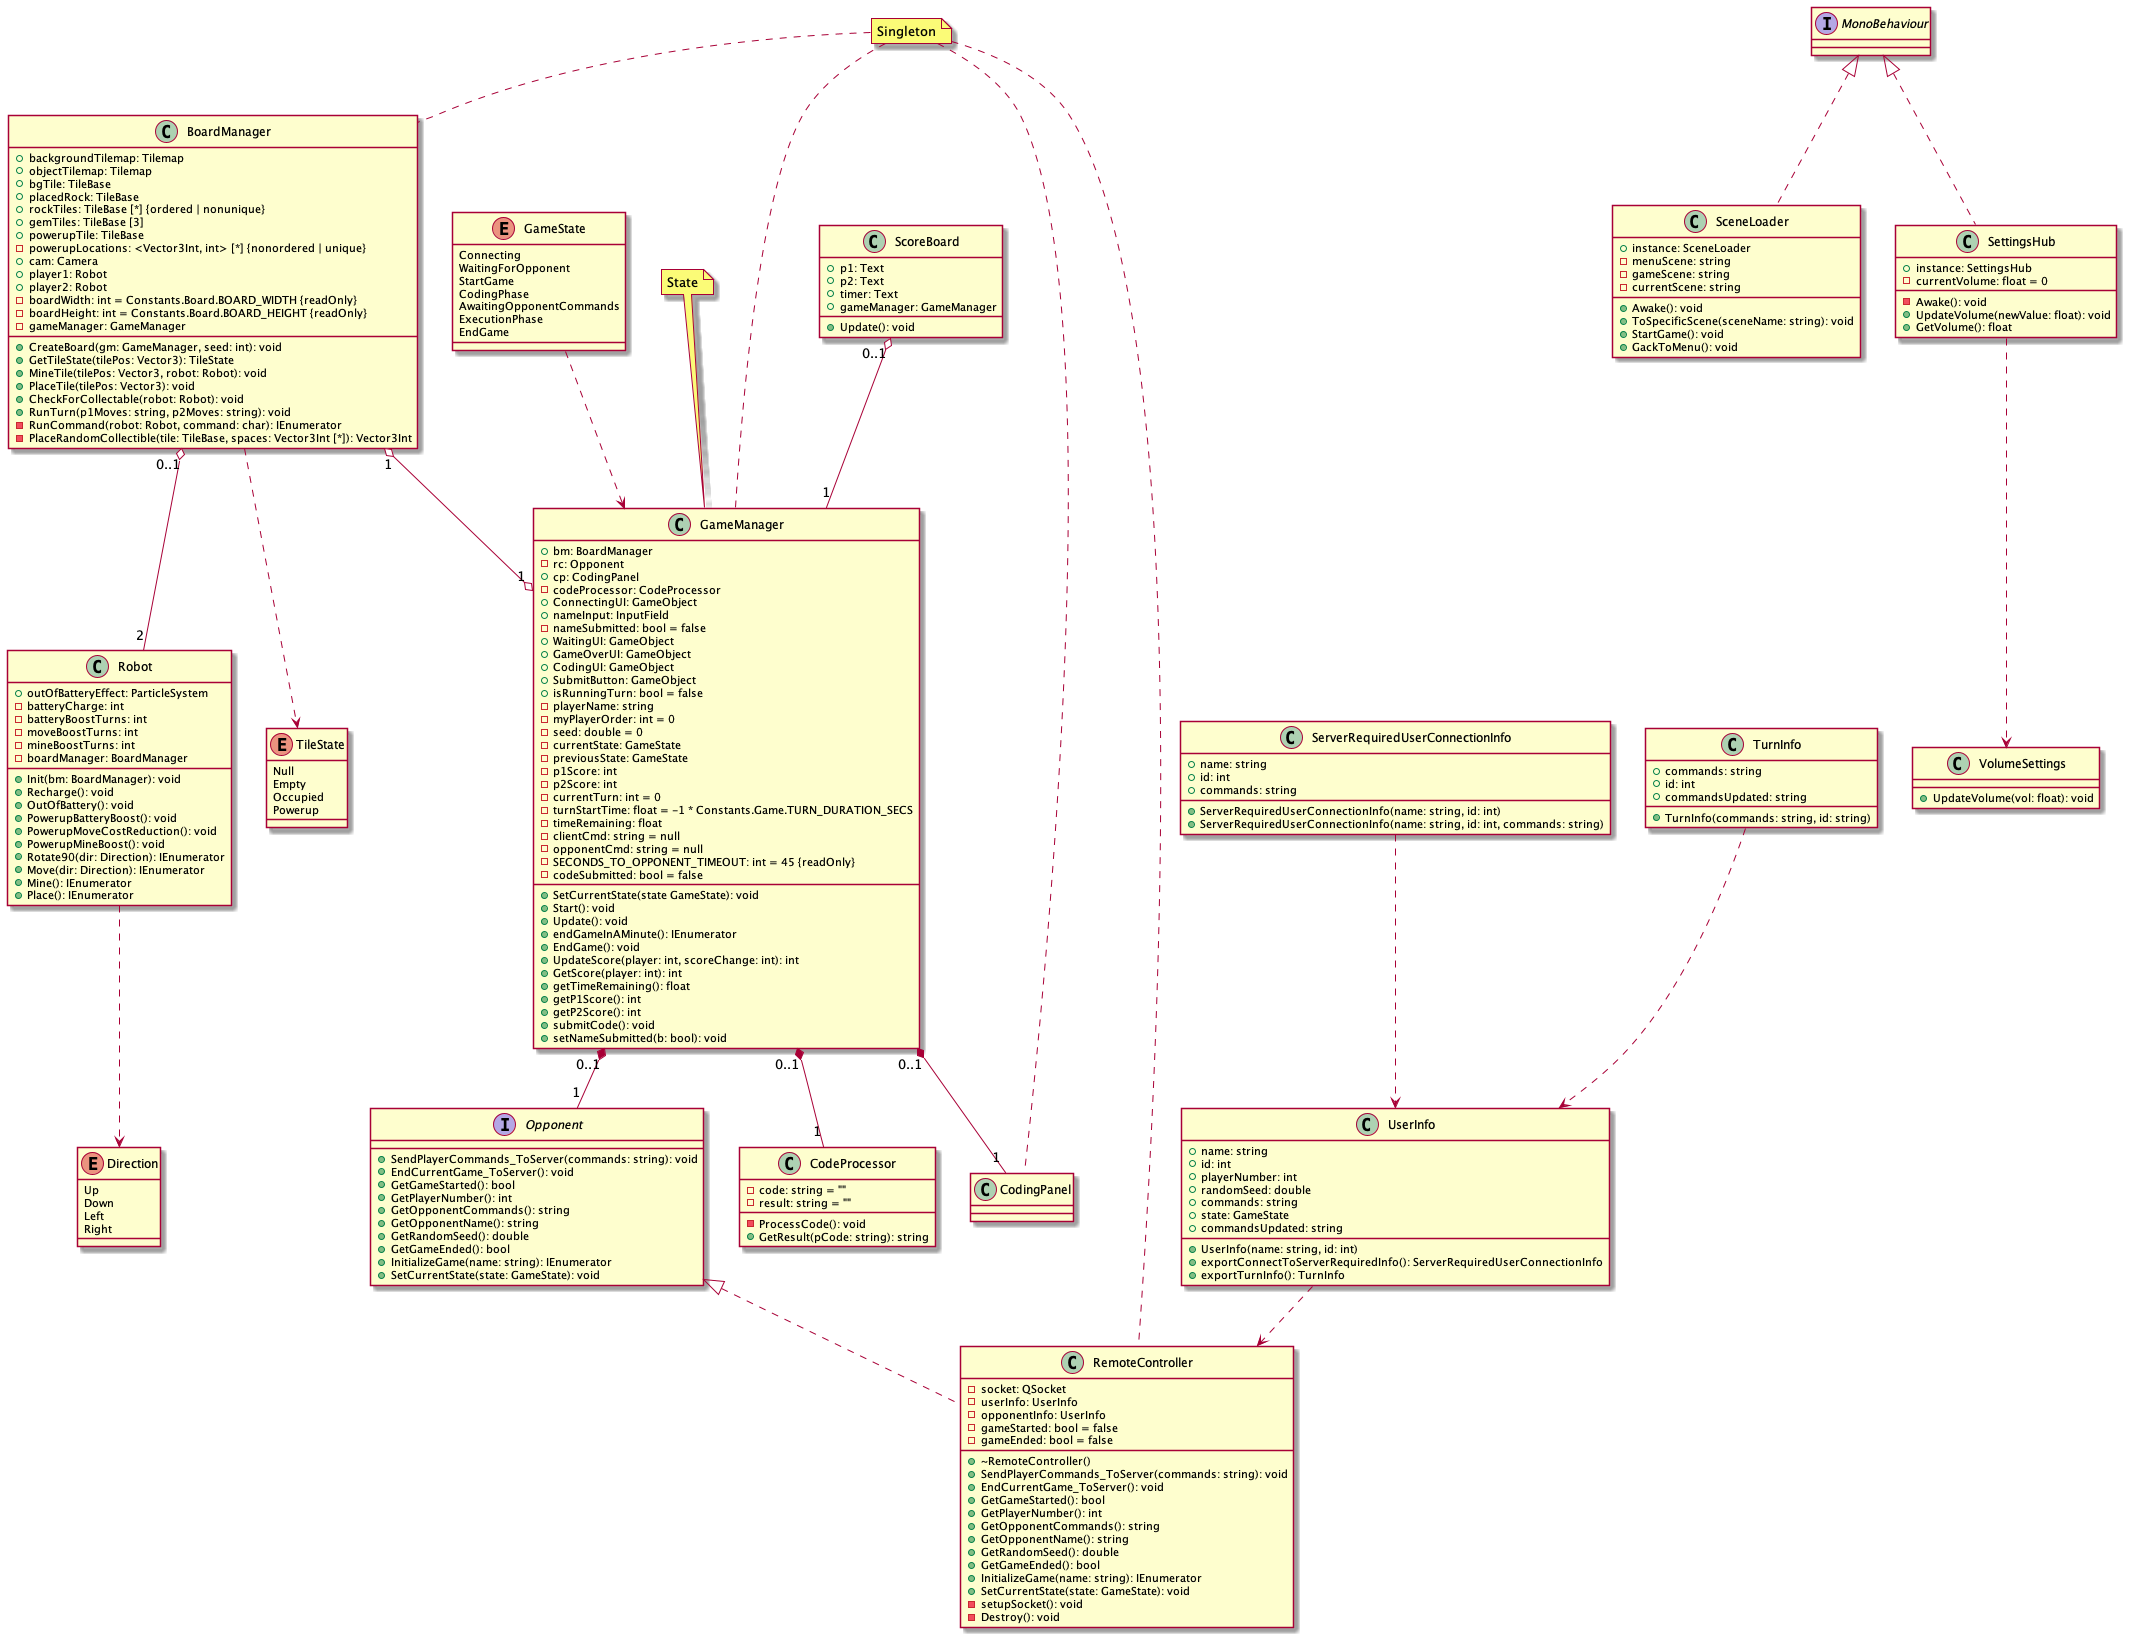 Singleton
I MonoBehaviour
C BoardManager
backgroundTilemap: Tilemap
objectTilemap: Tilemap
bgTile: TileBase
placedRock: TileBase
rockTiles: TileBase [*] {ordered | nonunique}
gemTiles: TileBase [3]
powerupTile: TileBase
powerupLocations: <Vector3Int, int> [*] {nonordered | unique}
cam: Camera
player1: Robot
player2: Robot
boardWidth: int = Constants.Board.BOARD_WIDTH {readOnly}
boardHeight: int = Constants.Board.BOARD_HEIGHT {readOnly}
gameManager: GameManager
CreateBoard(gm: GameManager, seed: int): void
GetTileState(tilePos: Vector3): TileState
MineTile(tilePos: Vector3, robot: Robot): void
PlaceTile(tilePos: Vector3): void
CheckForCollectable(robot: Robot): void
RunTurn(p1Moves: string, p2Moves: string): void
RunCommand(robot: Robot, command: char): IEnumerator
PlaceRandomCollectible(tile: TileBase, spaces: Vector3Int [*]): Vector3Int
E GameState
Connecting
WaitingForOpponent
StartGame
CodingPhase
AwaitingOpponentCommands
ExecutionPhase
EndGame
State
C ScoreBoard
p1: Text
p2: Text
timer: Text
gameManager: GameManager
Update(): void
C SceneLoader
instance: SceneLoader
menuScene: string
gameScene: string
currentScene: string
Awake(): void
ToSpecificScene(sceneName: string): void
StartGame(): void
GackToMenu(): void
C SettingsHub
instance: SettingsHub
currentVolume: float = 0
Awake(): void
UpdateVolume(newValue: float): void
GetVolume(): float
0..1
1
0..1
1
1
2
C GameManager
bm: BoardManager
rc: Opponent
cp: CodingPanel
codeProcessor: CodeProcessor
ConnectingUI: GameObject
nameInput: InputField
nameSubmitted: bool = false
WaitingUI: GameObject
GameOverUI: GameObject
CodingUI: GameObject
SubmitButton: GameObject
isRunningTurn: bool = false
playerName: string
myPlayerOrder: int = 0
seed: double = 0
currentState: GameState
previousState: GameState
p1Score: int
p2Score: int
currentTurn: int = 0
turnStartTime: float = -1 * Constants.Game.TURN_DURATION_SECS
timeRemaining: float
clientCmd: string = null
opponentCmd: string = null
SECONDS_TO_OPPONENT_TIMEOUT: int = 45 {readOnly}
codeSubmitted: bool = false
SetCurrentState(state GameState): void
Start(): void
Update(): void
endGameInAMinute(): IEnumerator
EndGame(): void
UpdateScore(player: int, scoreChange: int): int
GetScore(player: int): int
getTimeRemaining(): float
getP1Score(): int
getP2Score(): int
submitCode(): void
setNameSubmitted(b: bool): void
C Robot
outOfBatteryEffect: ParticleSystem
batteryCharge: int
batteryBoostTurns: int
moveBoostTurns: int
mineBoostTurns: int
boardManager: BoardManager
Init(bm: BoardManager): void
Recharge(): void
OutOfBattery(): void
PowerupBatteryBoost(): void
PowerupMoveCostReduction(): void
PowerupMineBoost(): void
Rotate90(dir: Direction): IEnumerator
Move(dir: Direction): IEnumerator
Mine(): IEnumerator
Place(): IEnumerator
E TileState
Null
Empty
Occupied
Powerup
C ServerRequiredUserConnectionInfo
name: string
id: int
commands: string
ServerRequiredUserConnectionInfo(name: string, id: int)
ServerRequiredUserConnectionInfo(name: string, id: int, commands: string)
C TurnInfo
commands: string
id: int
commandsUpdated: string
TurnInfo(commands: string, id: string)
C VolumeSettings
UpdateVolume(vol: float): void
0..1
1
0..1
1
0..1
1
E Direction
Up
Down
Left
Right
I Opponent
SendPlayerCommands_ToServer(commands: string): void
EndCurrentGame_ToServer(): void
GetGameStarted(): bool
GetPlayerNumber(): int
GetOpponentCommands(): string
GetOpponentName(): string
GetRandomSeed(): double
GetGameEnded(): bool
InitializeGame(name: string): IEnumerator
SetCurrentState(state: GameState): void
C CodeProcessor
code: string = ""
result: string = ""
ProcessCode(): void
GetResult(pCode: string): string
C CodingPanel
C UserInfo
name: string
id: int
playerNumber: int
randomSeed: double
commands: string
state: GameState
commandsUpdated: string
UserInfo(name: string, id: int)
exportConnectToServerRequiredInfo(): ServerRequiredUserConnectionInfo
exportTurnInfo(): TurnInfo
C RemoteController
socket: QSocket
userInfo: UserInfo
opponentInfo: UserInfo
gameStarted: bool = false
gameEnded: bool = false
~RemoteController()
SendPlayerCommands_ToServer(commands: string): void
EndCurrentGame_ToServer(): void
GetGameStarted(): bool
GetPlayerNumber(): int
GetOpponentCommands(): string
GetOpponentName(): string
GetRandomSeed(): double
GetGameEnded(): bool
InitializeGame(name: string): IEnumerator
SetCurrentState(state: GameState): void
setupSocket(): void
Destroy(): void